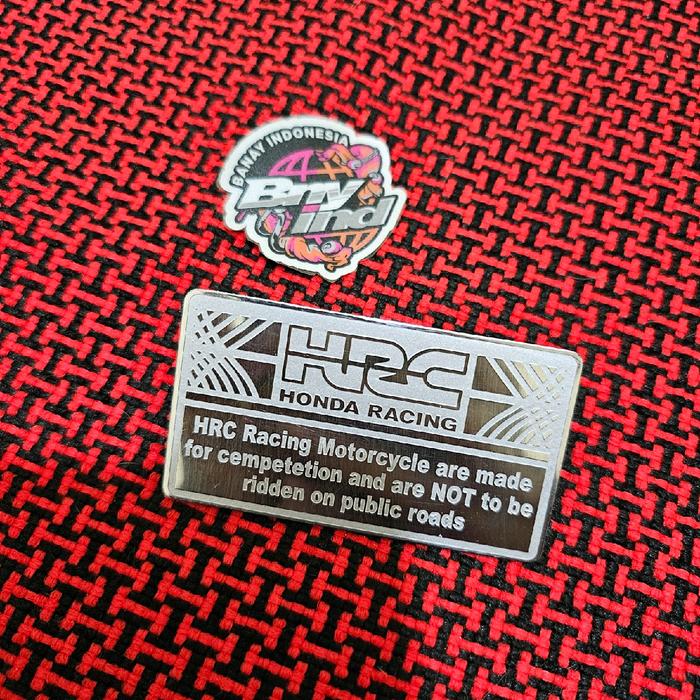 BANAY INDONESIA
Bny
ind
HRC
HONDA RACING
HRC Racing Motorcycle are made
for cempetetion and are NOT to be
ridden on public roads